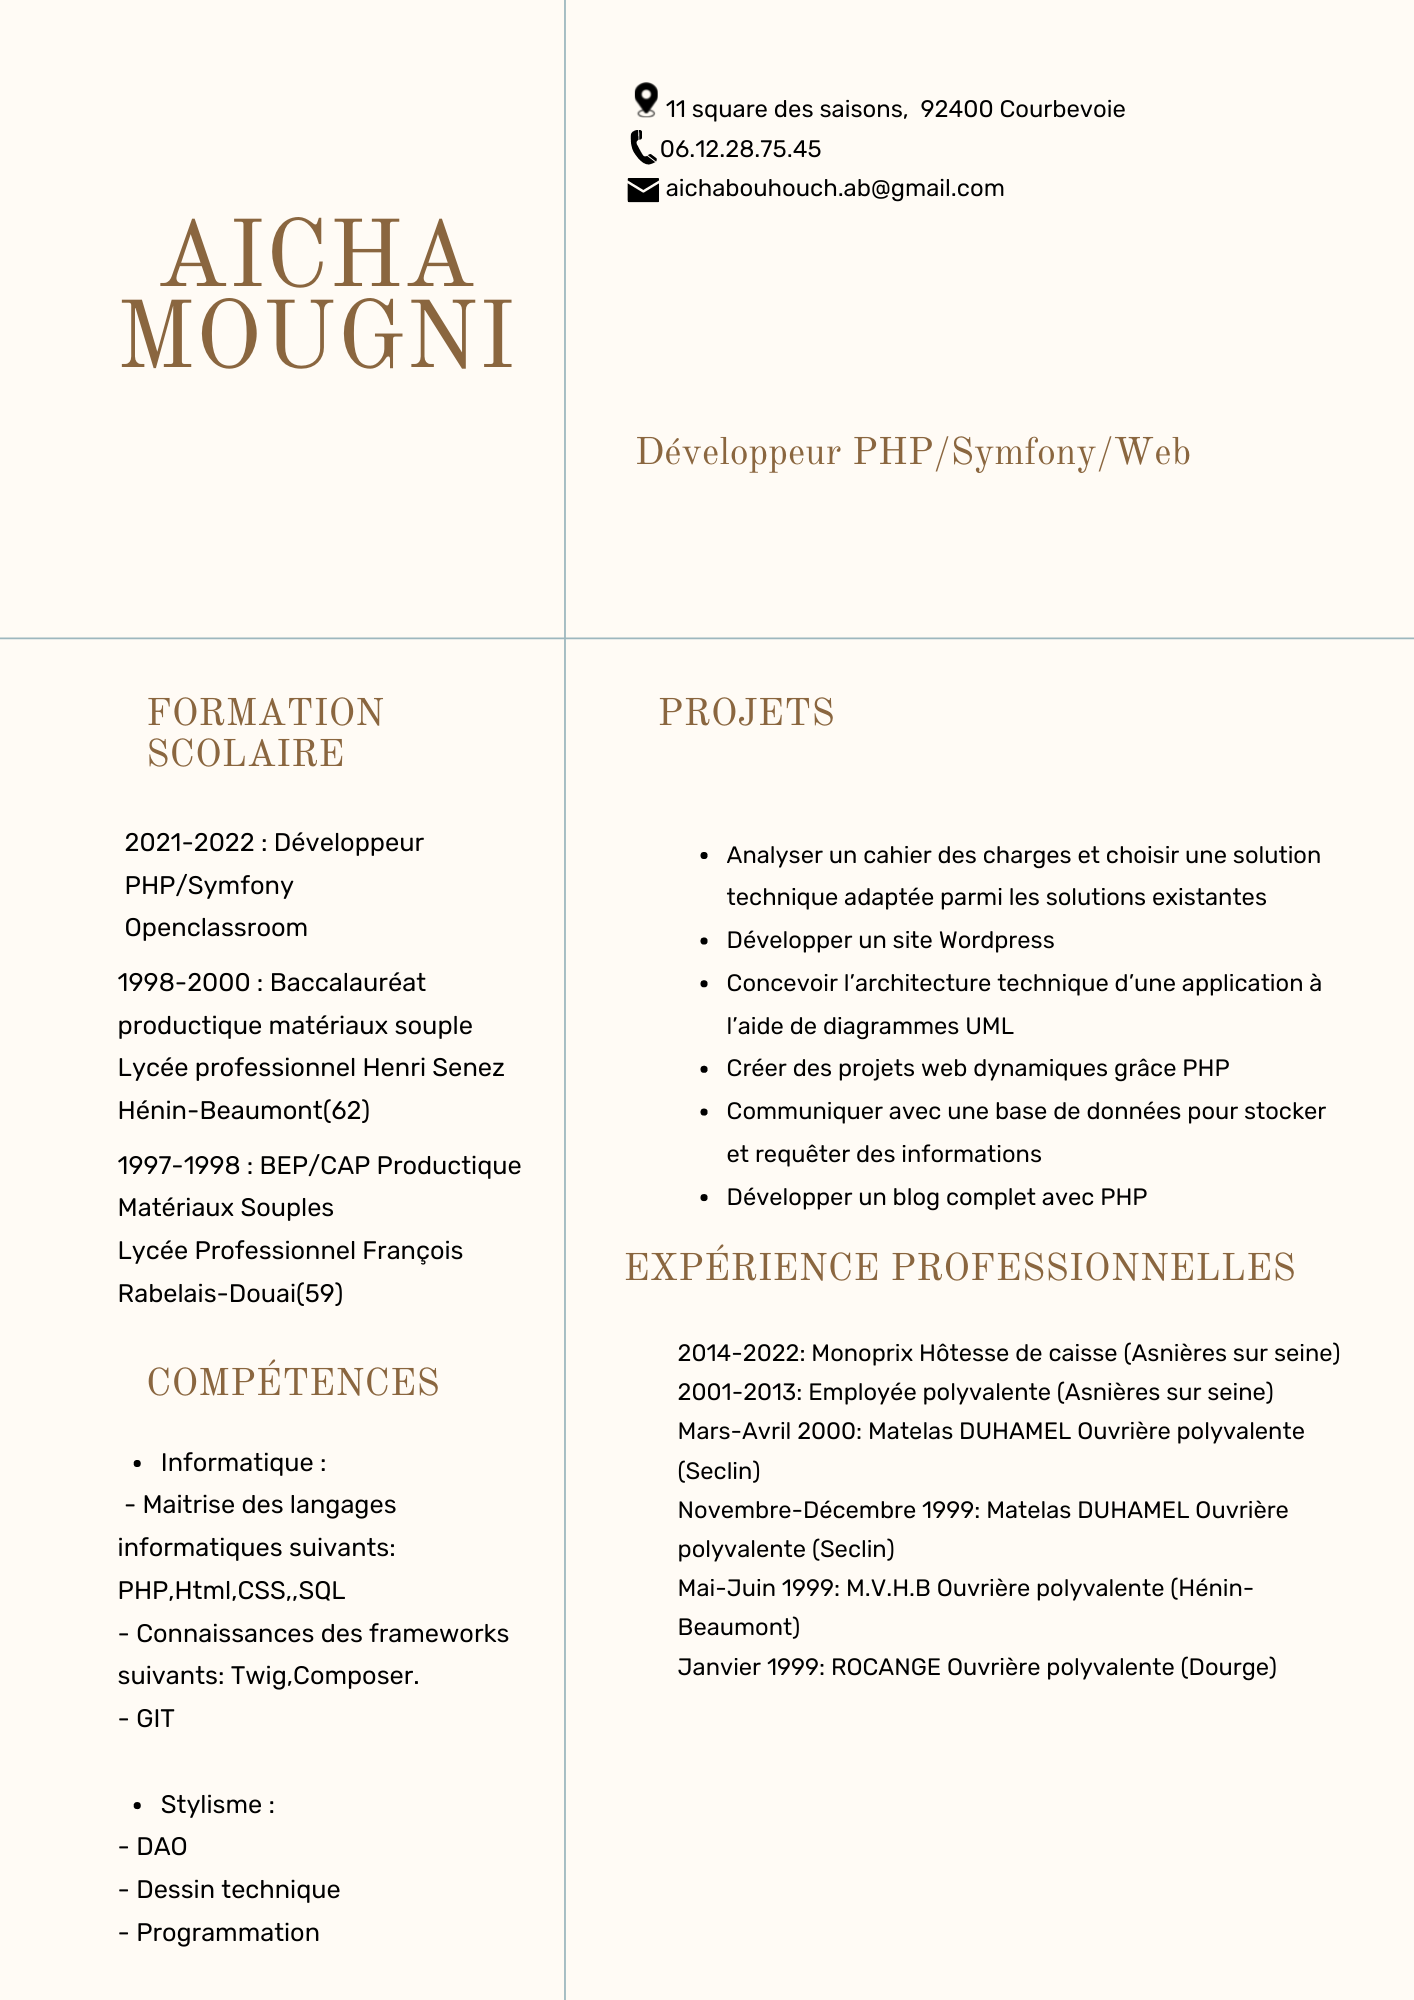 AICHA
MOUGNI
11 square des saisons,  92400 Courbevoie
06.12.28.75.45
aichabouhouch.ab@gmail.com
Développeur PHP/Symfony/Web
FORMATION
SCOLAIRE
2021-2022 : Développeur
PHP/Symfony
Openclassroom
1998-2000 : Baccalauréat
productique matériaux souple
Lycée professionnel Henri Senez
Hénin-Beaumont(62)
1997-1998 : BEP/CAP Productique
Matériaux Souples
Lycée Professionnel François
Rabelais-Douai(59)
COMPÉTENCES
• Informatique :
- Maitrise des langages
informatiques suivants:
PHP,Html,CSS,,SQL
- Connaissances des frameworks
suivants: Twig,Composer.
- GIT
• Stylisme :
- DAO
- Dessin technique
- Programmation
PROJETS
• Analyser un cahier des charges et choisir une solution
technique adaptée parmi les solutions existantes
• Développer un site Wordpress
• Concevoir l’architecture technique d’une application à
l’aide de diagrammes UML
• Créer des projets web dynamiques grâce PHP
• Communiquer avec une base de données pour stocker
et requêter des informations
• Développer un blog complet avec PHP
EXPÉRIENCE PROFESSIONNELLES
2014-2022: Monoprix Hôtesse de caisse (Asnières sur seine)
2001-2013: Employée polyvalente (Asnières sur seine)
Mars-Avril 2000: Matelas DUHAMEL Ouvrière polyvalente
(Seclin)
Novembre-Décembre 1999: Matelas DUHAMEL Ouvrière
polyvalente (Seclin)
Mai-Juin 1999: M.V.H.B Ouvrière polyvalente (Hénin-
Beaumont)
Janvier 1999: ROCANGE Ouvrière polyvalente (Dourge)